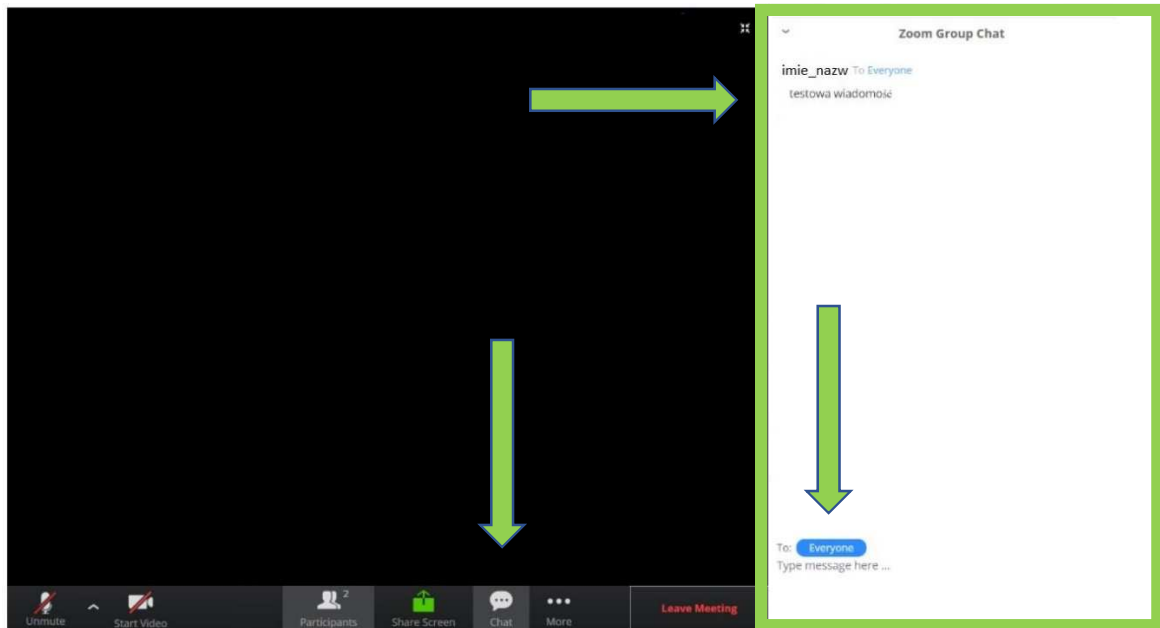 Zoom Group Chat
imie_nazw To Everyone
testowa wiadomość
To: Everyone
Type message here ...
Unmute
Start Video
2
Participants
Share Screen
Chat
More
Leave Meeting